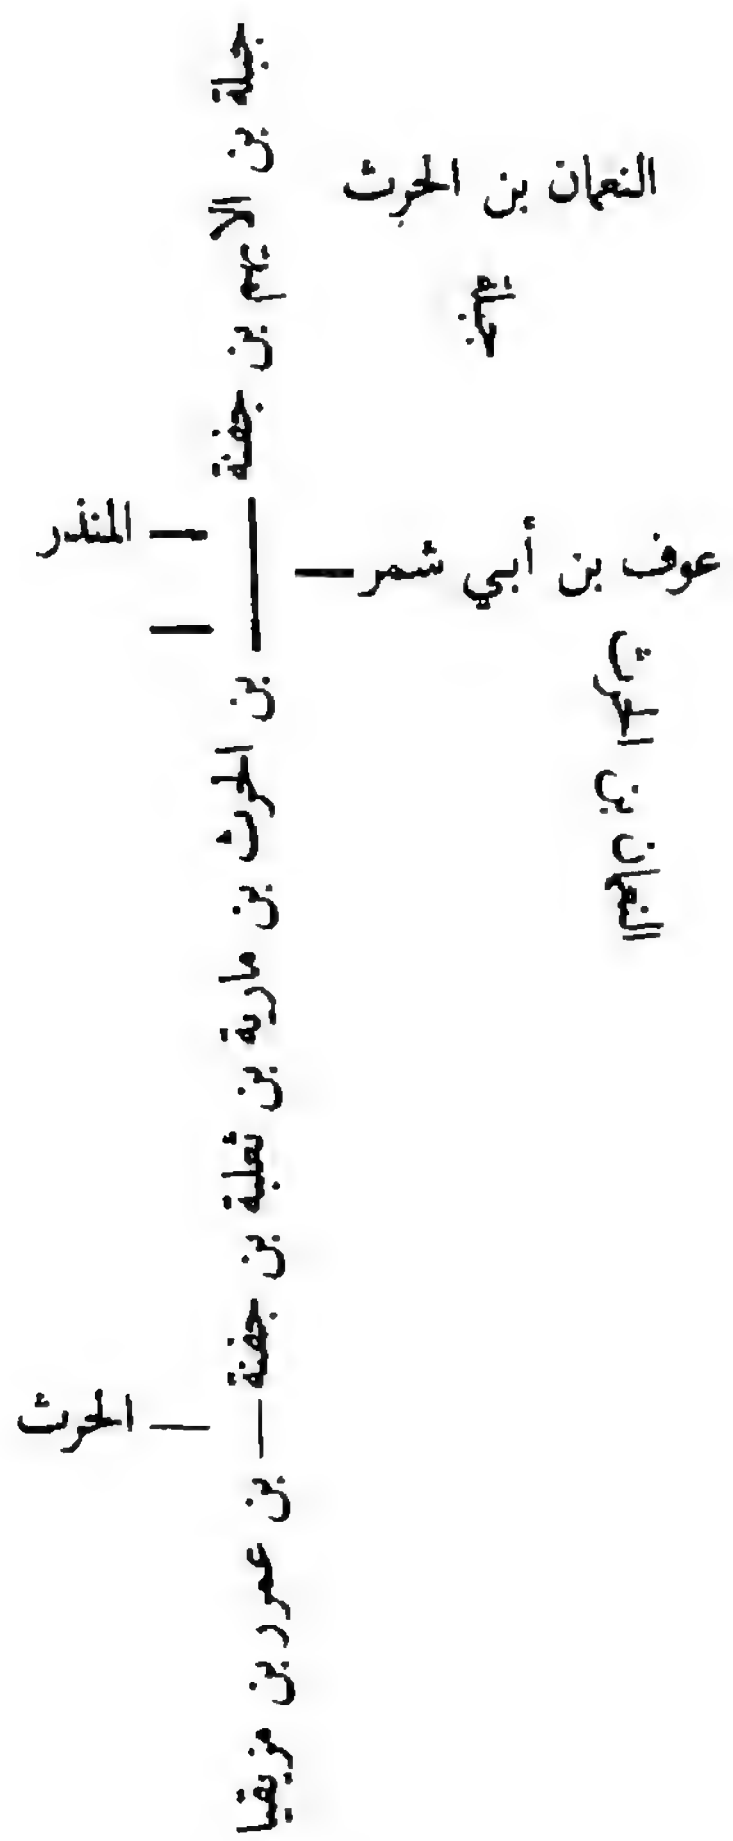 جبلة بن الايهم بن جفنة
بن الحرث بن مارية بن ثعلبة بن جفنة
بن عمرو بن مزيقيا
النعمان بن الحرث
جبلة
المنذر
عوف بن أبي شمر
النعمان بن الحرث
الحرث